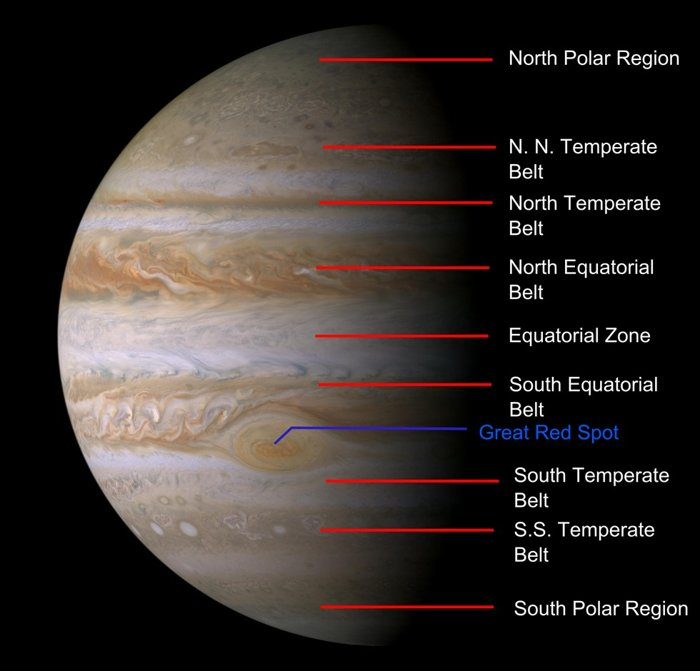 North Polar Region
N. N. Temperate
Belt
North Temperate
Belt
North Equatorial
Belt
Equatorial Zone
South Equatorial
Belt
Great Red Spot
South Temperate
Belt
S.S. Temperate
Belt
South Polar Region